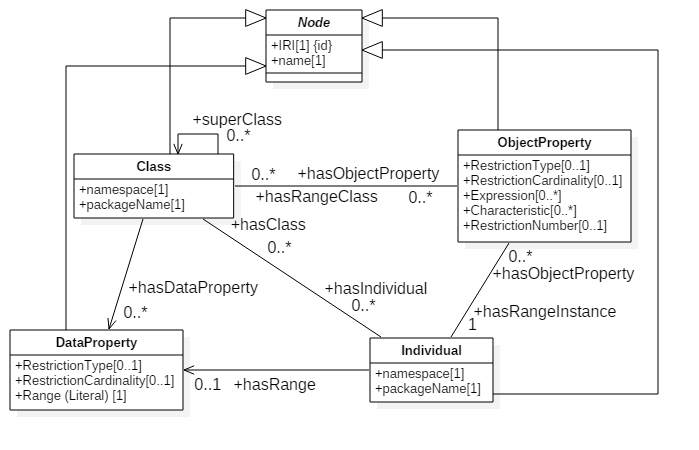 Node
+IRI[1] {id}
+name[1]
+superClass
0..*
Class
+namespace[1]
+packageName[1]
0..* +hasObjectProperty
+hasRangeClass 0..*
ObjectProperty
+RestrictionType[0..1]
+RestrictionCardinality[0..1]
+Expression[0..*]
+Characteristic[0..*]
+RestrictionNumber[0..1]
+hasClass
0..*
0..*
+hasObjectProperty
+hasDataProperty
0..*
+hasIndividual
0..*
+hasRangeInstance
1
DataProperty
+RestrictionType[0..1]
+RestrictionCardinality[0..1]
+Range (Literal) [1]
Individual
+namespace[1]
+packageName[1]
0..1 +hasRange